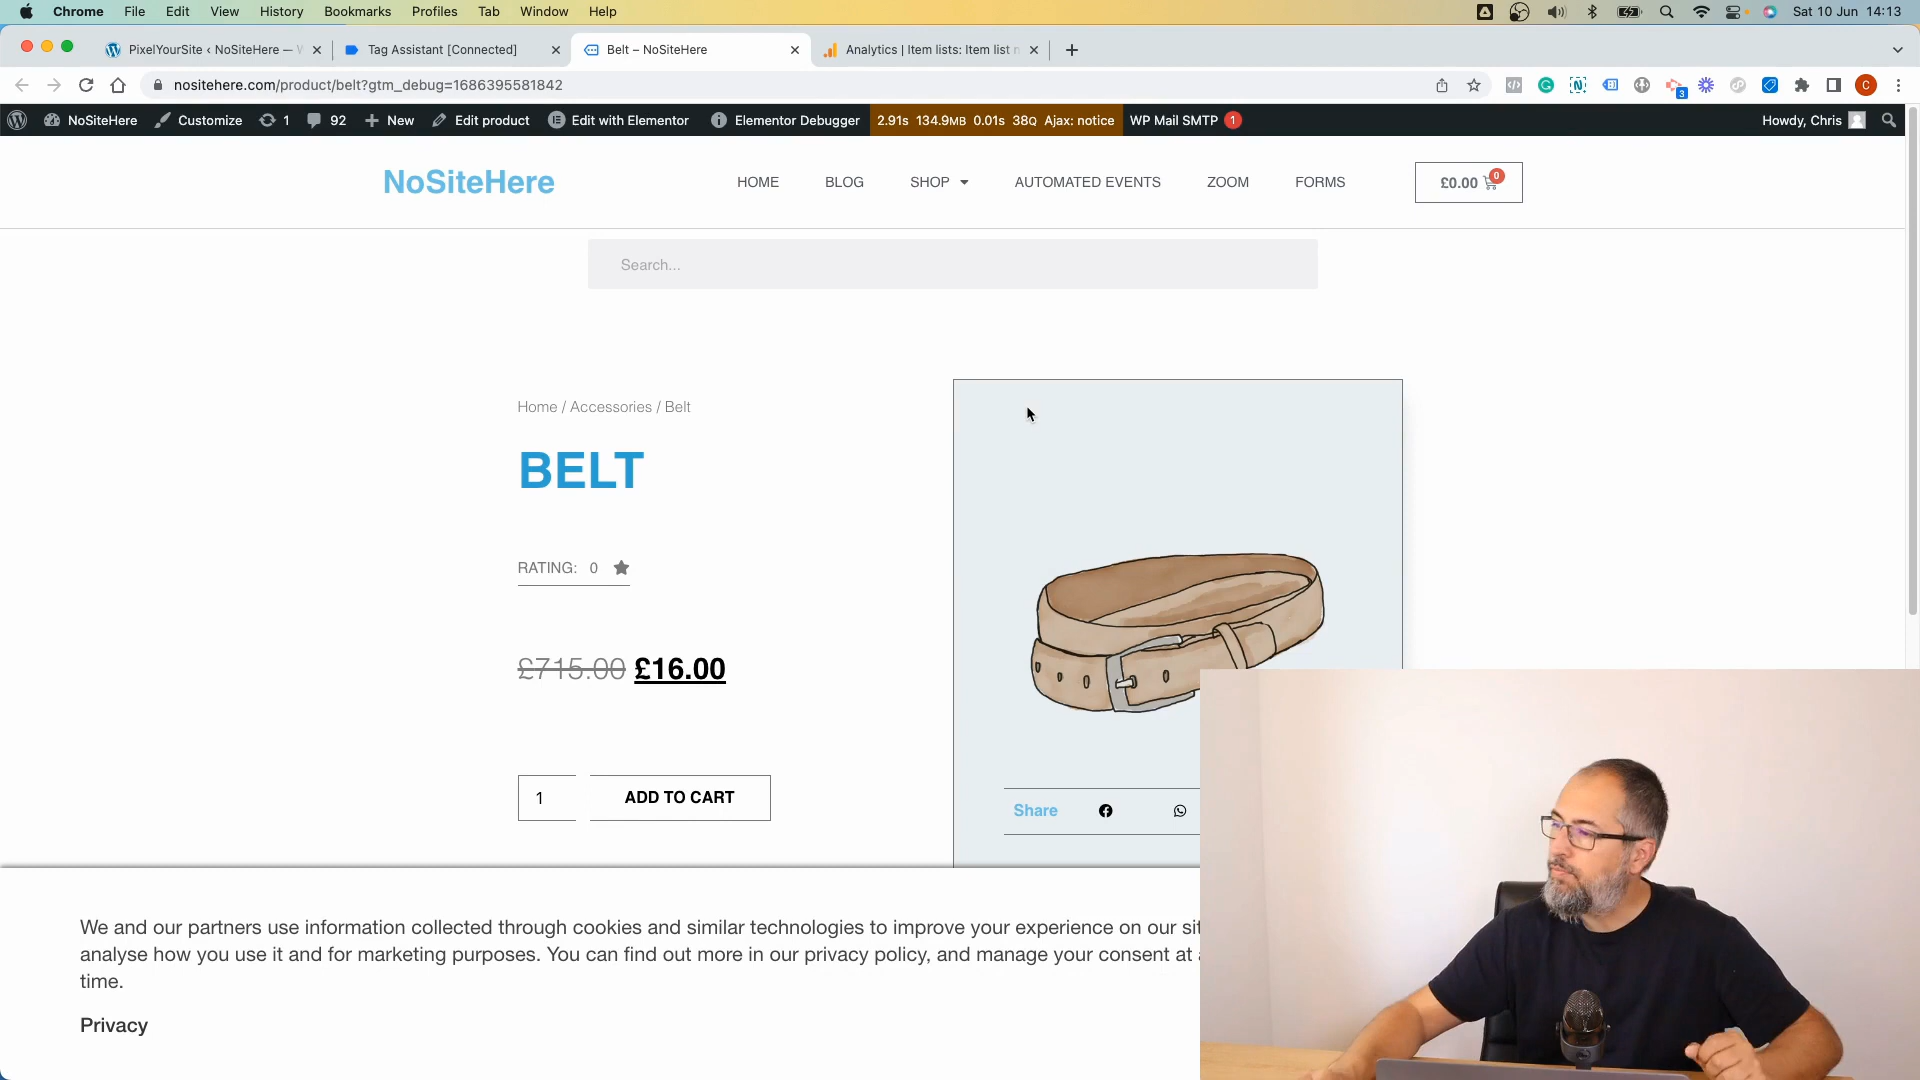 Chrome File Edit View History Bookmarks Profiles Tab Window Help Sat 10 Jun 14:13
PixelYourSite ‹ NoSiteHere — Tag Assistant [Connected] Belt – NoSiteHere Analytics | Item lists: Item list
nositehere.com/product/belt?gtm_debug=1686395581842 3 C
NoSiteHere Customize 1 92 New Edit product Edit with Elementor Elementor Debugger 2.91s 134.9MB 0.01s 38Q Ajax: notice WP Mail SMTP 1 Howdy, Chris
NoSiteHere HOME BLOG SHOP AUTOMATED EVENTS ZOOM FORMS £0.00 0
Search...
Home / Accessories / Belt
BELT
RATING: 0
£715.00 £16.00
1 ADD TO CART
Share
We and our partners use information collected through cookies and similar technologies to improve your experience on our
analyse how you use it and for marketing purposes. You can find out more in our privacy policy, and manage your consent at
time.
Privacy